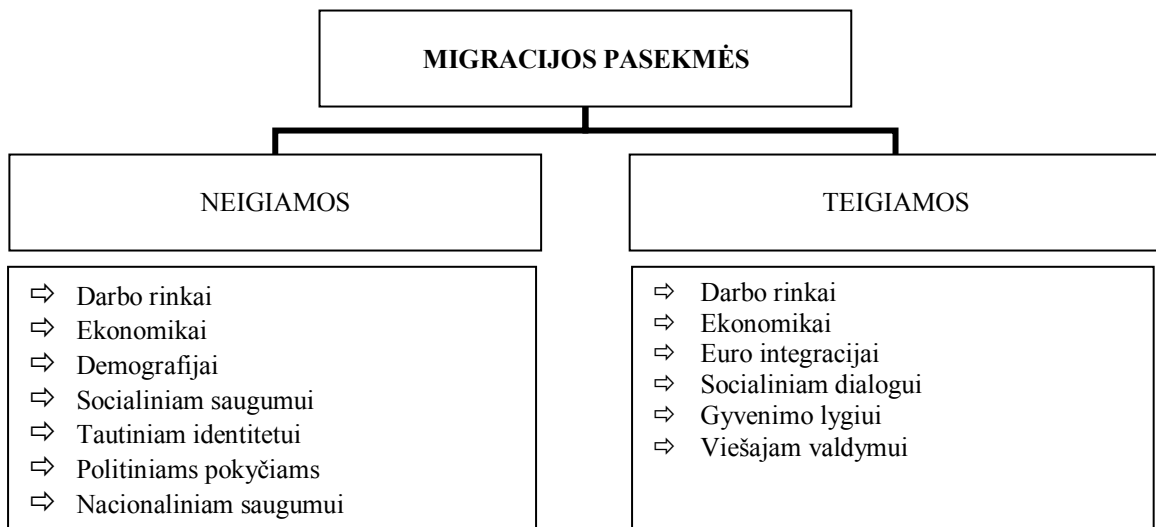 MIGRACIJOS PASEKMĖS
NEIGIAMOS
⇨ Darbo rinkai
⇨ Ekonomikai
⇨ Demografijai
⇨ Socialiniam saugumui
⇨ Tautiniam identitetui
⇨ Politiniams pokyčiams
⇨ Nacionaliniam saugumui
TEIGIAMOS
⇨ Darbo rinkai
⇨ Ekonomikai
⇨ Euro integracijai
⇨ Socialiniam dialogui
⇨ Gyvenimo lygiui
⇨ Viešajam valdymui